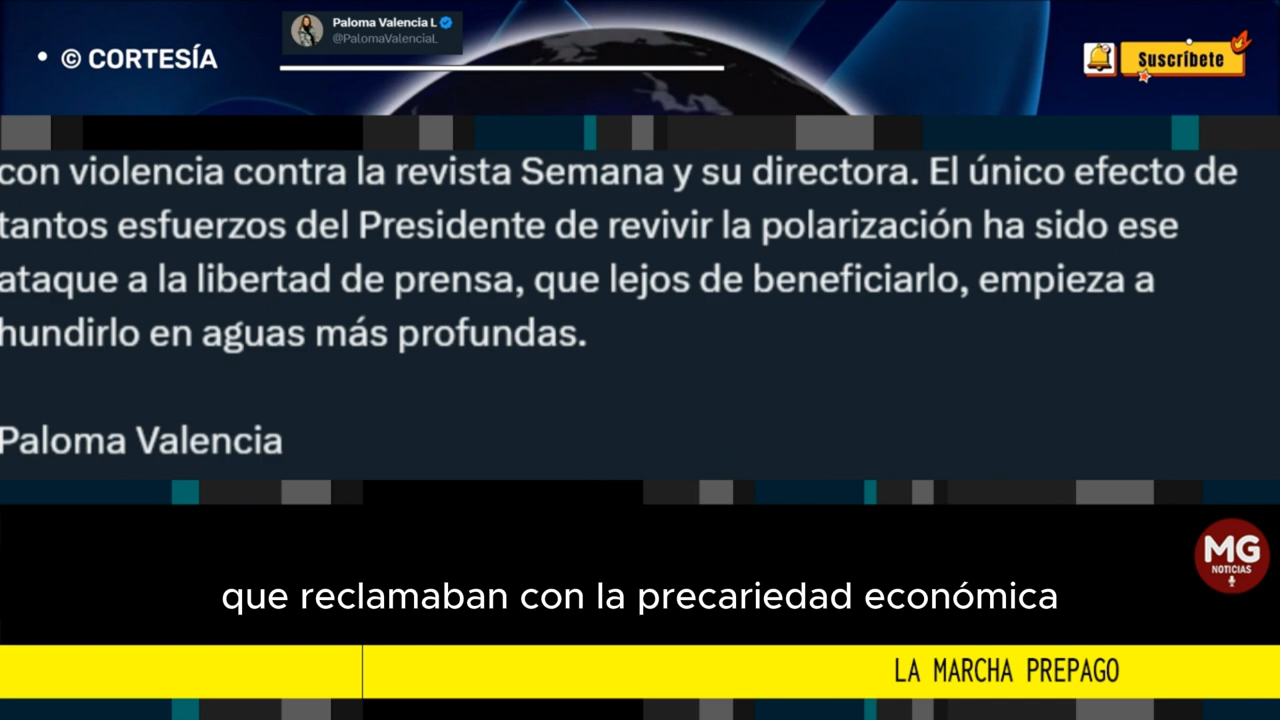 • © CORTESÍA
Paloma Valencia L
@PalomaValenciaL
Suscríbete
con violencia contra la revista Semana y su directora. El único efecto de
tantos esfuerzos del Presidente de revivir la polarización ha sido ese
ataque a la libertad de prensa, que lejos de beneficiarlo, empieza a
hundirlo en aguas más profundas.
Paloma Valencia
MG
NOTICIAS
que reclamaban con la precariedad económica
LA MARCHA PREPAGO